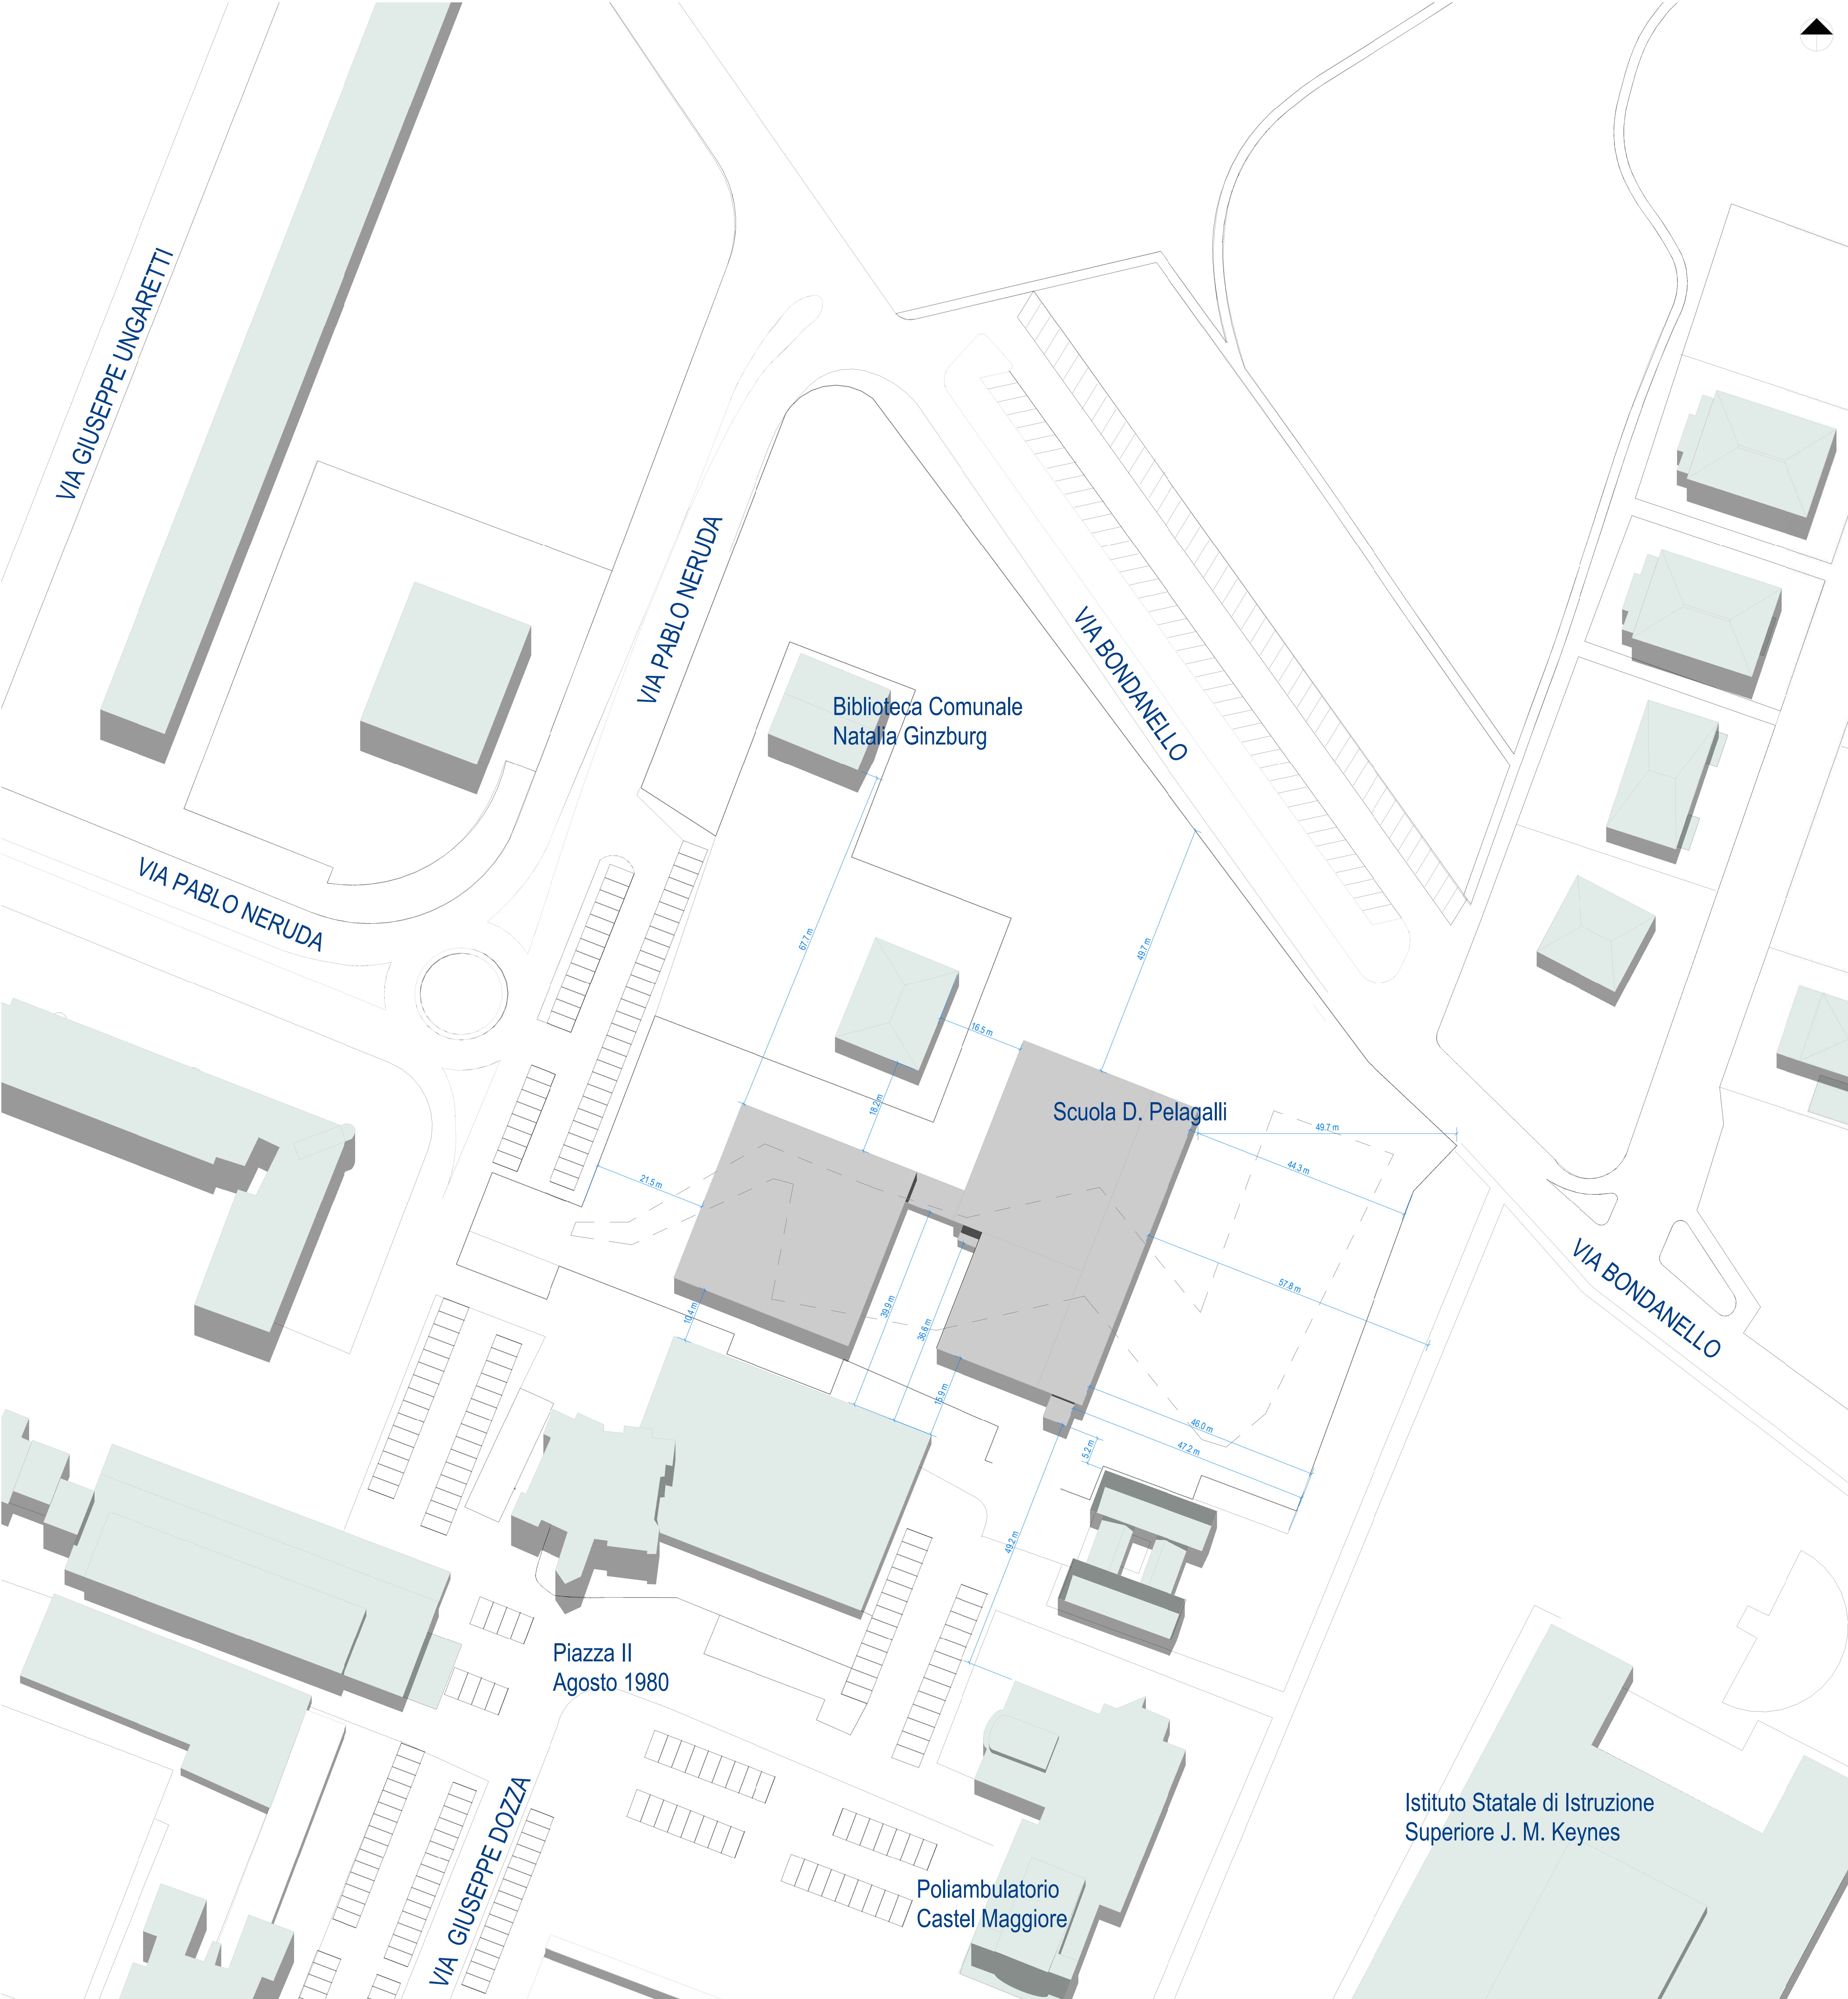 VIA GIUSEPPE UNGARETTI
VIA PABLO NERUDA
VIA BONDANELLO
Biblioteca Comunale
Natalia Ginzburg
VIA PABLO NERUDA
67.7 m
49.7 m
16.5 m
18.2 m
Scuola D. Pelagalli
49.7 m
44.3 m
21.5 m
57.8 m
VIA BONDANELLO
10.4 m
39.9 m
36.6 m
15.9 m
46.0 m
47.2 m
5.2 m
49.2 m
Piazza II
Agosto 1980
VIA GIUSEPPE DOZZA
Istituto Statale di Istruzione
Superiore J. M. Keynes
Poliambulatorio
Castel Maggiore